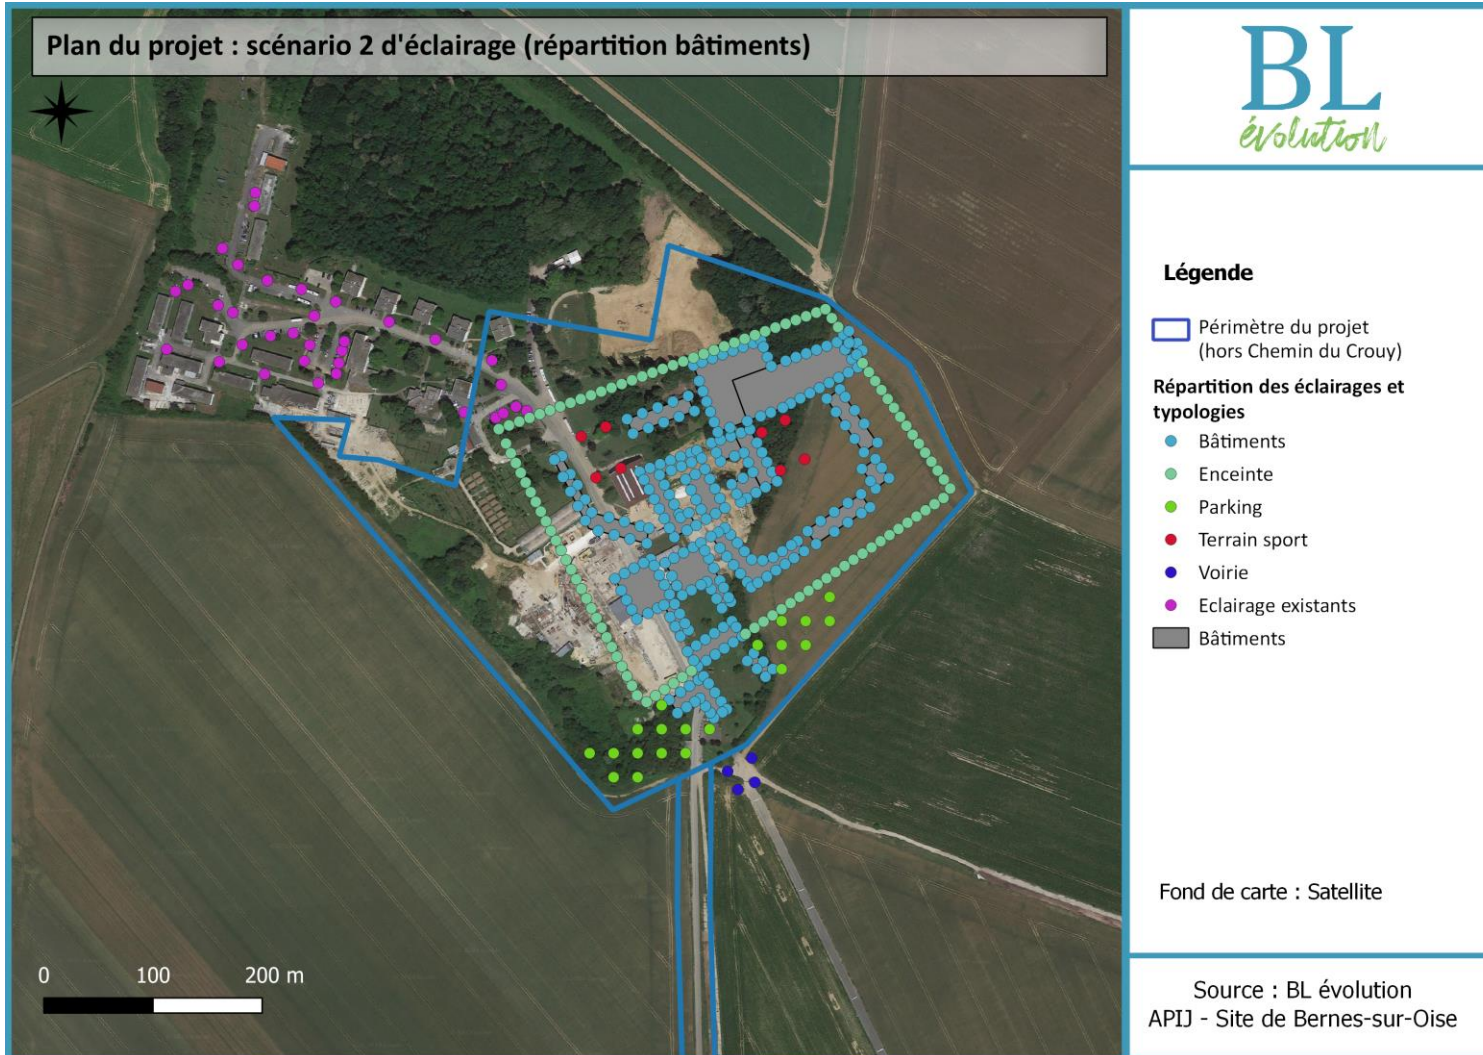 Plan du projet : scénario 2 d'éclairage (répartition bâtiments)
BL
évolution
Légende
Périmètre du projet
(hors Chemin du Crouy)
Répartition des éclairages et
typologies
Bâtiments
Enceinte
Parking
Terrain sport
Voirie
Eclairage existants
Bâtiments
Fond de carte : Satellite
0 100 200 m
Source : BL évolution
APIJ - Site de Bernes-sur-Oise